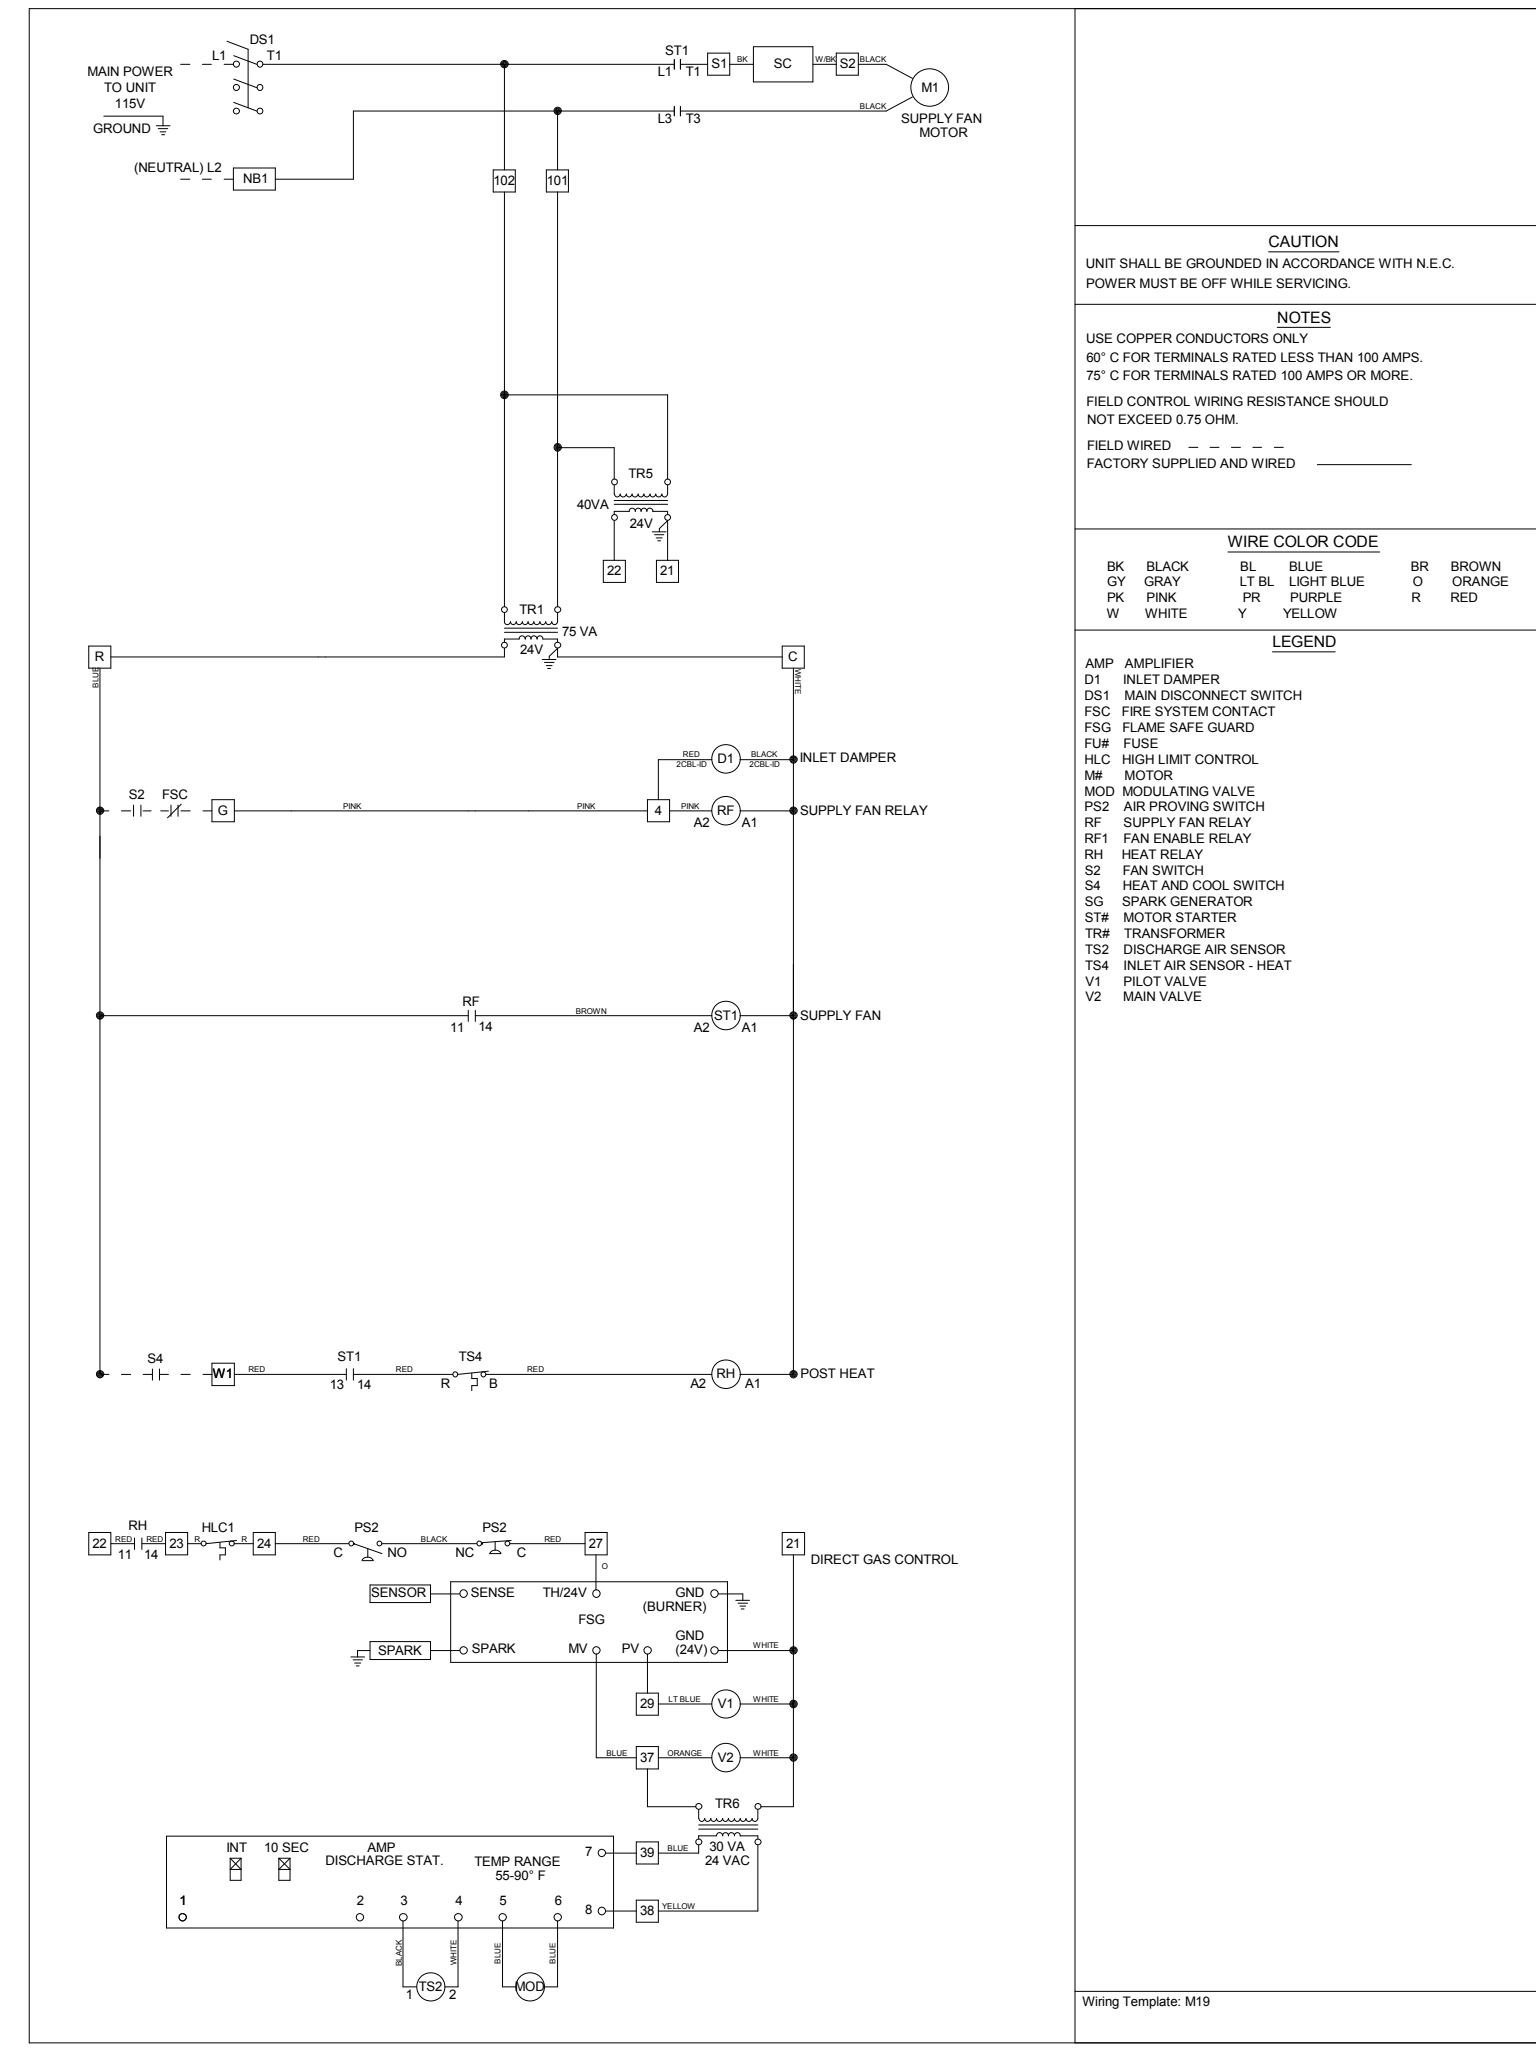 DS1
L1 T1
MAIN POWER
TO UNIT
115V
GROUND
(NEUTRAL) L2 NB1
ST1
L1 T1 S1 BK SC W/BK S2 BLACK
M1
L3 T3 BLACK
SUPPLY FAN
MOTOR
102 101
TR5
40VA
24V
22 21
TR1
75 VA
24V
R C
BLUE WHITE
RED D1 BLACK INLET DAMPER
2CBL-ID 2CBL-ID
S2 FSC
G PINK PINK 4 PINK RF SUPPLY FAN RELAY
A2 A1
RF
11 14 BROWN ST1 SUPPLY FAN
A2 A1
S4 W1 RED ST1 RED TS4 RED RH POST HEAT
13 14 R B A2 A1
RH HLC1 PS2 PS2
22 RED RED 23 R R 24 RED BLACK RED 27 21
11 14 C NO NC C
DIRECT GAS CONTROL
O
SENSOR SENSE TH/24V GND
(BURNER)
FSG
SPARK SPARK MV PV GND
(24V) WHITE
29 LT BLUE V1 WHITE
BLUE 37 ORANGE V2 WHITE
TR6
INT 10 SEC AMP
DISCHARGE STAT.
TEMP RANGE
55-90° F
7 39 BLUE 30 VA
24 VAC
1 2 3 4 5 6 8 38 YELLOW
BLACK WHITE BLUE BLUE
1 TS2 2 MOD
CAUTION
UNIT SHALL BE GROUNDED IN ACCORDANCE WITH N.E.C.
POWER MUST BE OFF WHILE SERVICING.
NOTES
USE COPPER CONDUCTORS ONLY
60° C FOR TERMINALS RATED LESS THAN 100 AMPS.
75° C FOR TERMINALS RATED 100 AMPS OR MORE.
FIELD CONTROL WIRING RESISTANCE SHOULD
NOT EXCEED 0.75 OHM.
FIELD WIRED
FACTORY SUPPLIED AND WIRED
WIRE COLOR CODE
BK BLACK BL BLUE BR BROWN
GY GRAY LT BL LIGHT BLUE O ORANGE
PK PINK PR PURPLE R RED
W WHITE Y YELLOW
LEGEND
AMP AMPLIFIER
D1 INLET DAMPER
DS1 MAIN DISCONNECT SWITCH
FSC FIRE SYSTEM CONTACT
FSG FLAME SAFE GUARD
FU# FUSE
HLC HIGH LIMIT CONTROL
M# MOTOR
MOD MODULATING VALVE
PS2 AIR PROVING SWITCH
RF SUPPLY FAN RELAY
RF1 FAN ENABLE RELAY
RH HEAT RELAY
S2 FAN SWITCH
S4 HEAT AND COOL SWITCH
SG SPARK GENERATOR
ST# MOTOR STARTER
TR# TRANSFORMER
TS2 DISCHARGE AIR SENSOR
TS4 INLET AIR SENSOR - HEAT
V1 PILOT VALVE
V2 MAIN VALVE
Wiring Template: M19